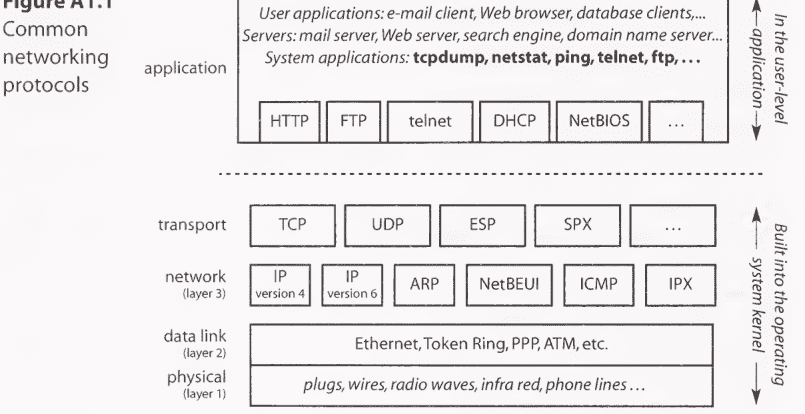 Figure A1.1
Common
networking
protocols
User applications: e-mail client, Web browser, database clients,...
Servers: mail server, Web server, search engine, domain name server...
System applications: tcpdump, netstat, ping, telnet, ftp, ...
application
HTTP FTP telnet DHCP NetBIOS ...
In the user-level
application
transport
TCP UDP ESP SPX ...
network
(layer 3)
IP
version 4
IP
version 6
ARP NetBEUI ICMP IPX
data link
(layer 2)
Ethernet, Token Ring, PPP, ATM, etc.
physical
(layer 1)
plugs, wires, radio waves, infra red, phone lines ...
Built into the operating
system kernel